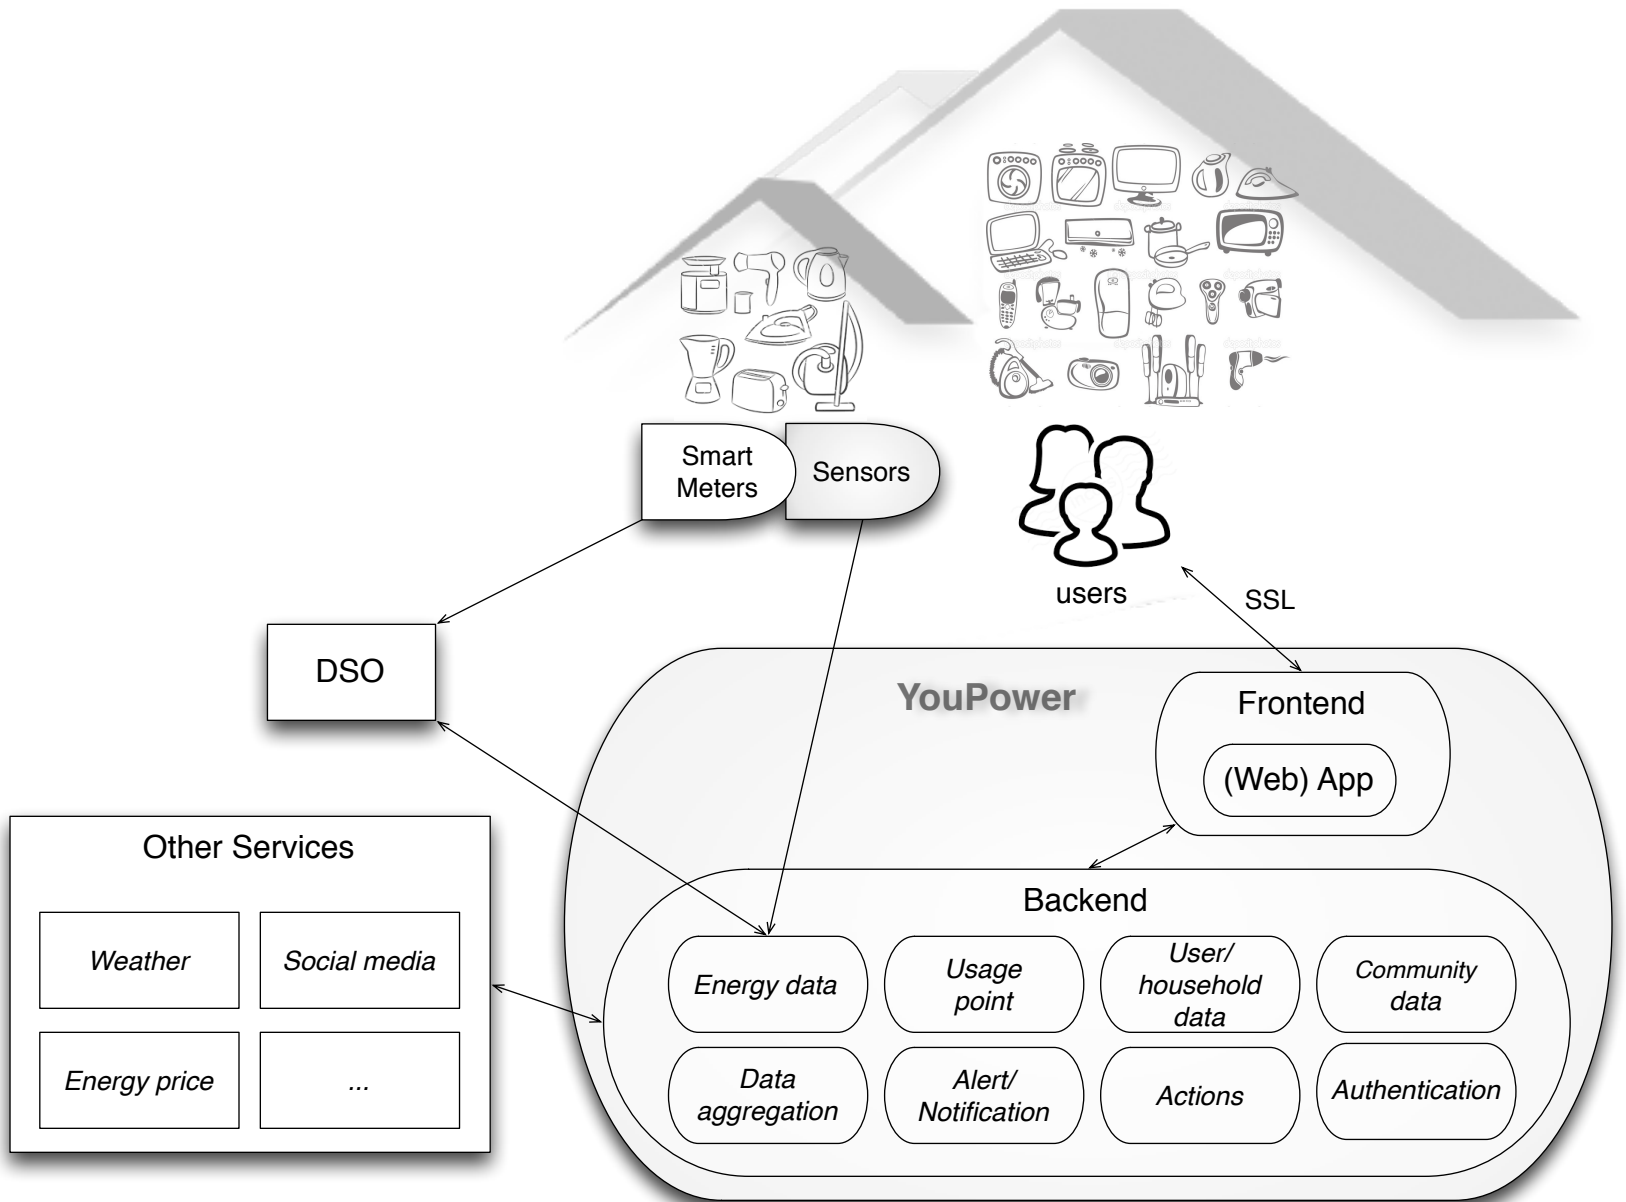 Smart
Meters
Sensors
users
SSL
DSO
YouPower
Frontend
(Web) App
Other Services
Weather
Social media
Energy price
...
Backend
Energy data
Usage
point
User/
household
data
Community
data
Data
aggregation
Alert/
Notification
Actions
Authentication